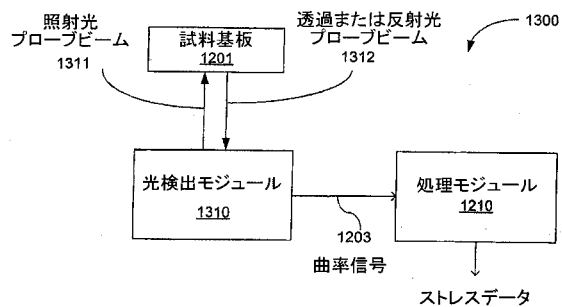 照射光
プローブビーム
1311
試料基板
1201
透過または反射光
プローブビーム
1312
1300
光検出モジュール
1310
1203
曲率信号
処理モジュール
1210
ストレスデータ